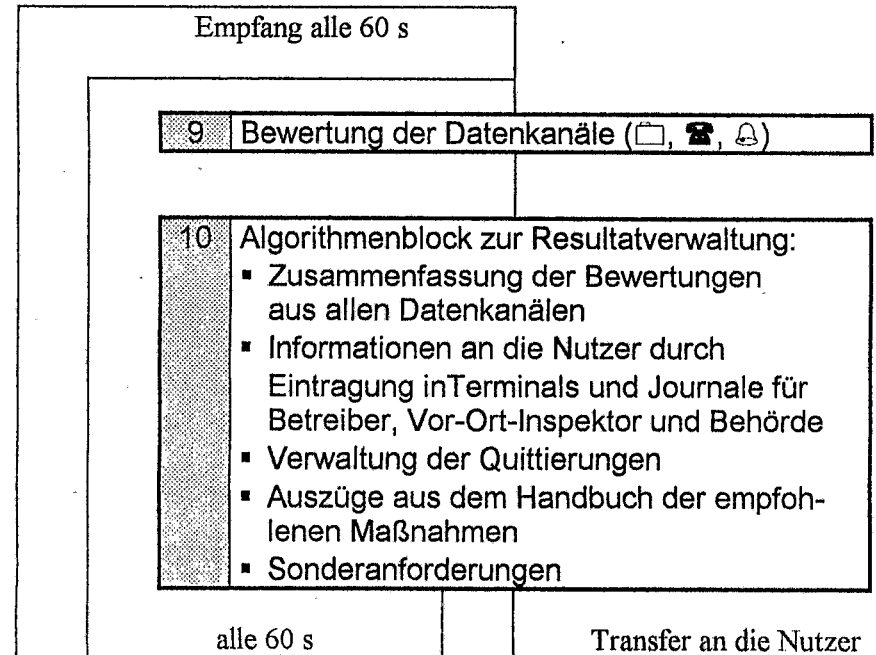 Empfang alle 60 s
9 Bewertung der Datenkanäle (🗀, ☎, 🔔)
10 Algorithmenblock zur Resultatverwaltung:
▪ Zusammenfassung der Bewertungen
aus allen Datenkanälen
▪ Informationen an die Nutzer durch
Eintragung inTerminals und Journale für
Betreiber, Vor-Ort-Inspektor und Behörde
▪ Verwaltung der Quittierungen
▪ Auszüge aus dem Handbuch der empfoh-
lenen Maßnahmen
▪ Sonderanforderungen
alle 60 s Transfer an die Nutzer